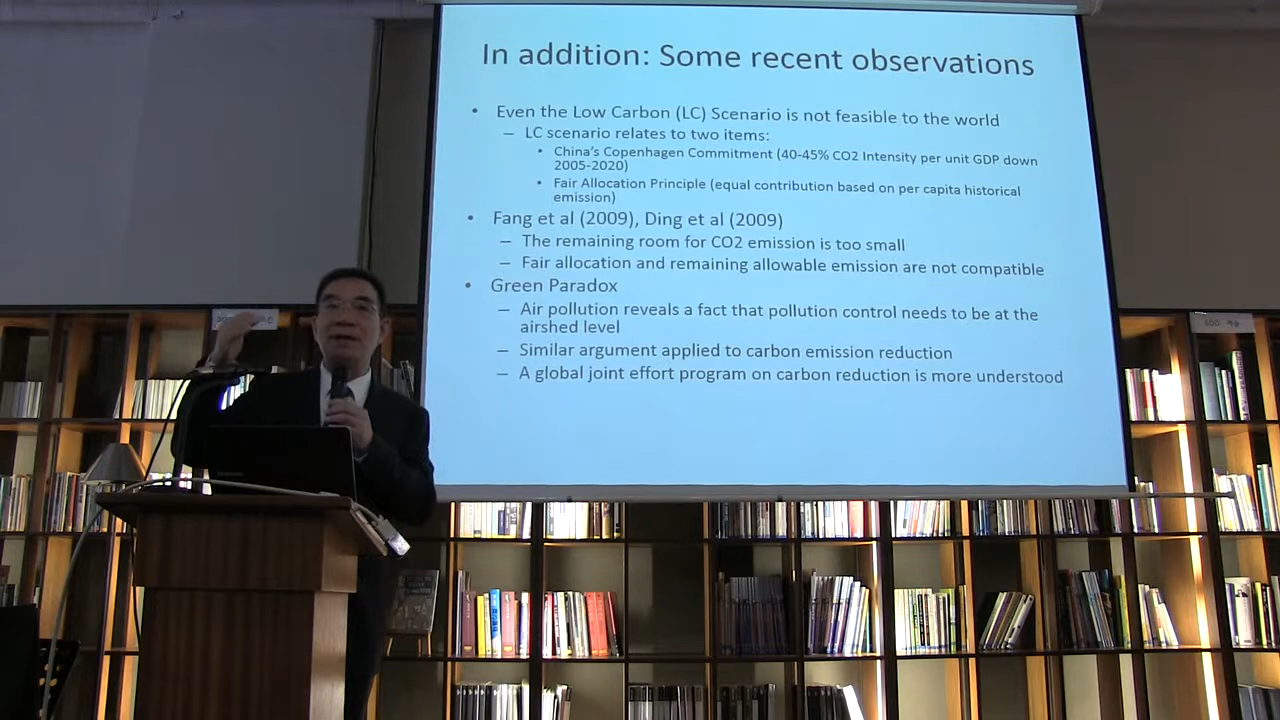 In addition: Some recent observations
• Even the Low Carbon (LC) Scenario is not feasible to the world
– LC scenario relates to two items:
• China's Copenhagen Commitment (40-45% CO2 Intensity per unit GDP down
2005-2020)
• Fair Allocation Principle (equal contribution based on per capita historical
emission)
• Fang et al (2009), Ding et al (2009)
– The remaining room for CO2 emission is too small
– Fair allocation and remaining allowable emission are not compatible
• Green Paradox
– Air pollution reveals a fact that pollution control needs to be at the
airshed level
– Similar argument applied to carbon emission reduction
– A global joint effort program on carbon reduction is more understood